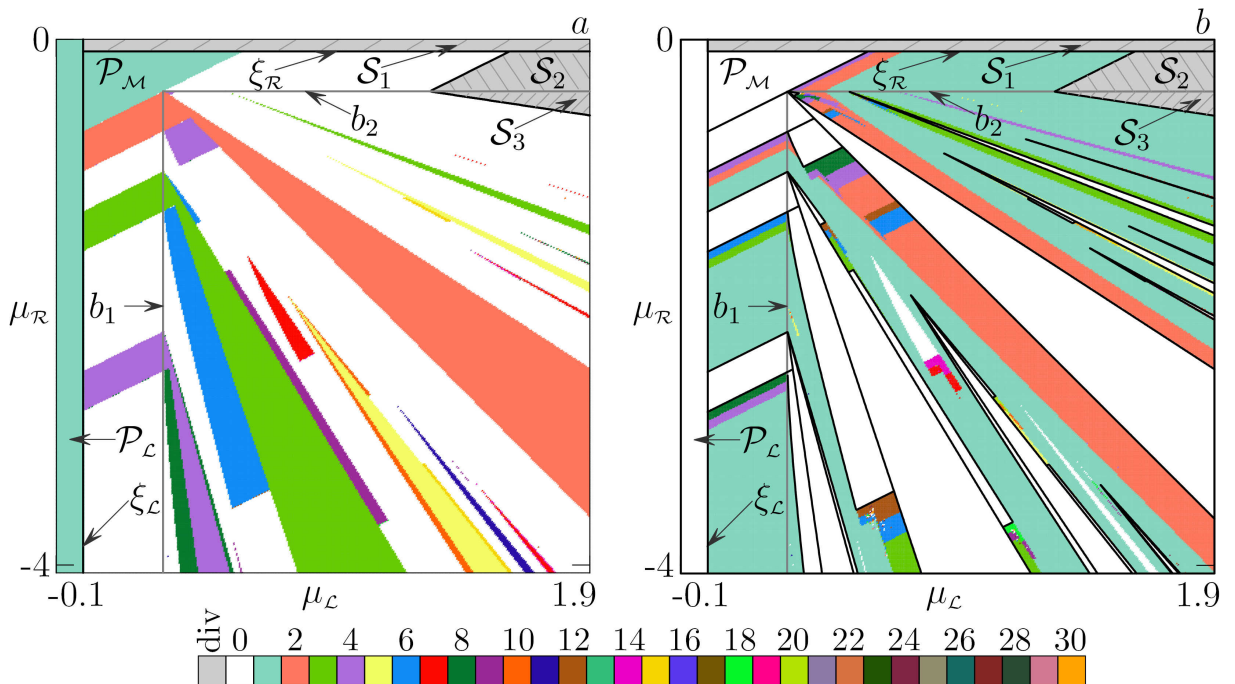 a
0
𝒫_ℳ
ξ_ℛ
𝒮_1
𝒮_2
b_2
𝒮_3
μ_ℛ
b_1
𝒫_ℒ
ξ_ℒ
-4
-0.1
μ_ℒ
1.9
b
0
𝒫_ℳ
ξ_ℛ
𝒮_1
𝒮_2
b_2
𝒮_3
μ_ℛ
b_1
𝒫_ℒ
ξ_ℒ
-4
-0.1
μ_ℒ
1.9
div 0 2 4 6 8 10 12 14 16 18 20 22 24 26 28 30